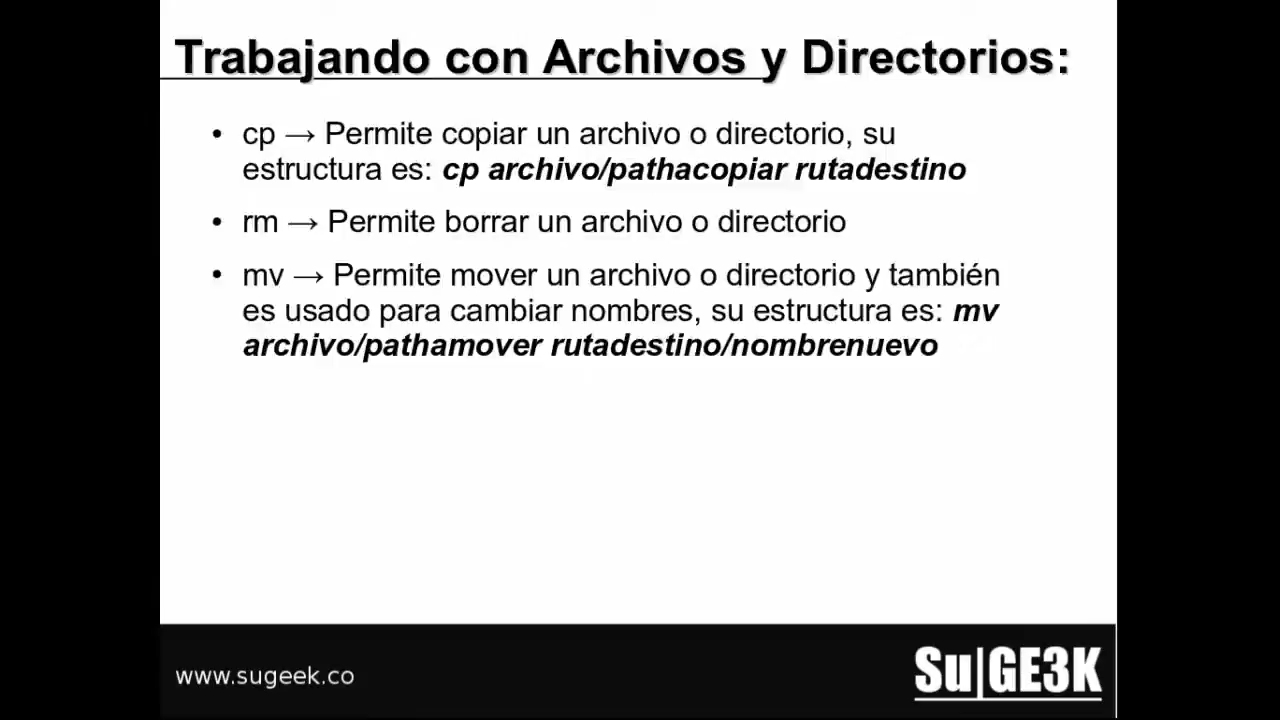 Trabajando con Archivos y Directorios:
• cp → Permite copiar un archivo o directorio, su
estructura es: cp archivo/pathacopiar rutadestino
• rm → Permite borrar un archivo o directorio
• mv → Permite mover un archivo o directorio y también
es usado para cambiar nombres, su estructura es: mv
archivo/pathamover rutadestino/nombrenuevo
www.sugeek.co
Su|GE3K